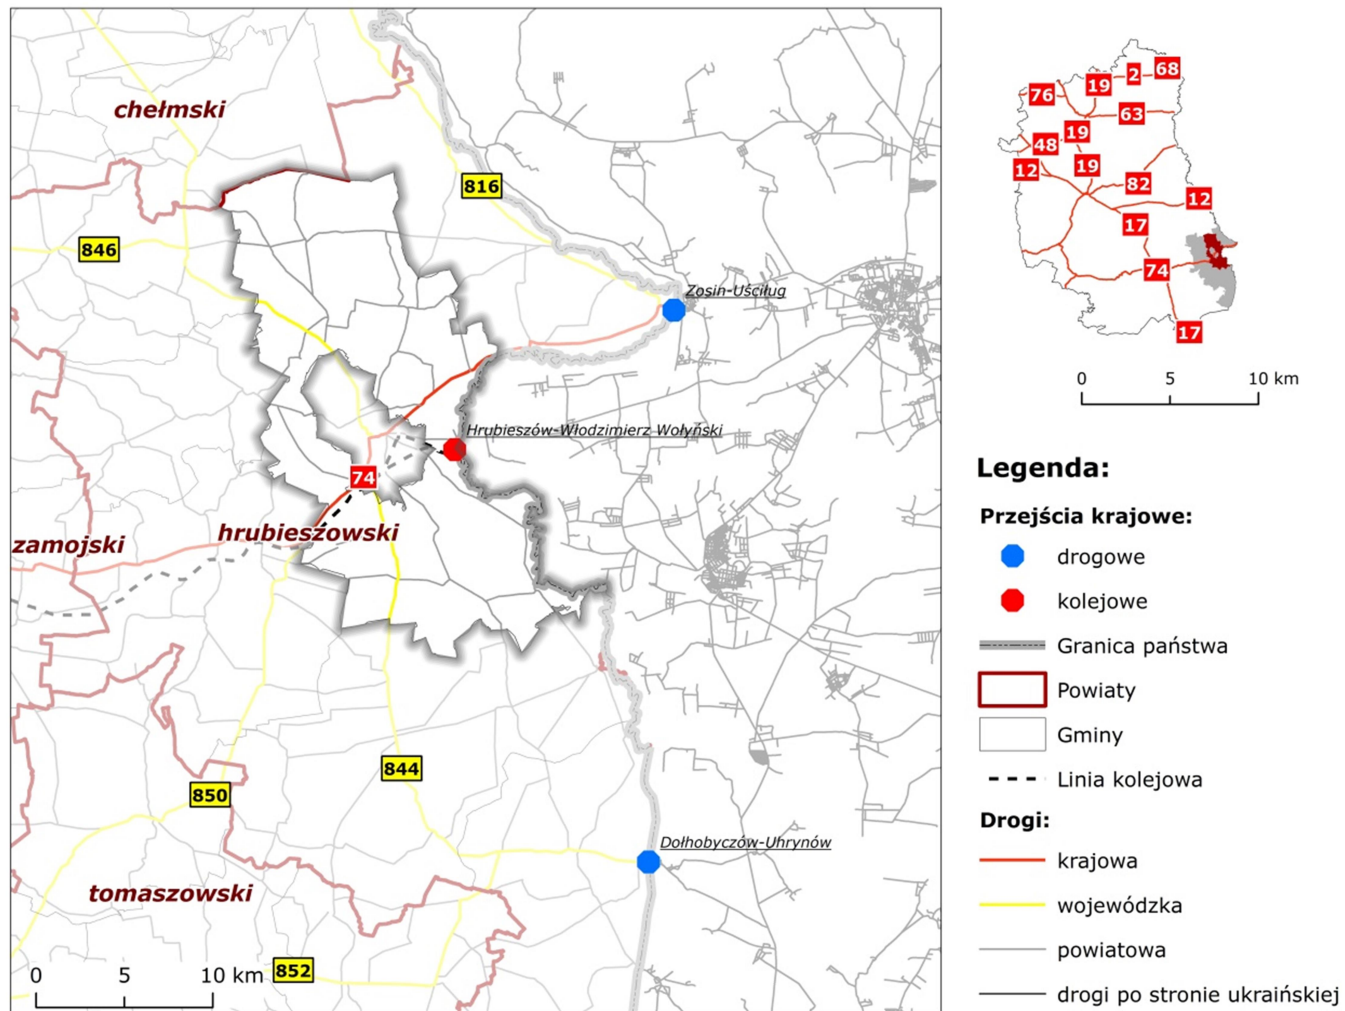 chełmski
816
846
Zosin-Uściług
Hrubieszów-Włodzimierz Wołyński
74
hrubieszowski
zamojski
844
850
Dołhobyczów-Uhrynów
tomaszowski
852
0 5 10 km
68
2
19
76
63
19
48
19
12
82
12
17
74
17
0 5 10 km
Legenda:
Przejścia krajowe:
drogowe
kolejowe
Granica państwa
Powiaty
Gminy
Linia kolejowa
Drogi:
krajowa
wojewódzka
powiatowa
drogi po stronie ukraińskiej